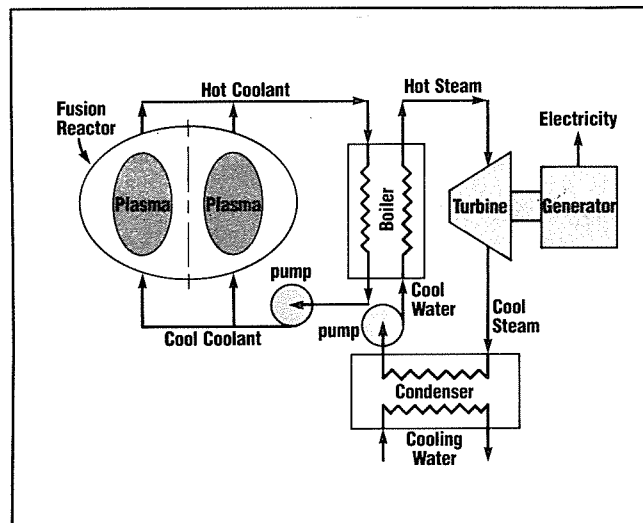 Hot Coolant
Hot Steam
Fusion
Reactor
Electricity
Plasma
Plasma
Boiler
Turbine
Generator
pump
Cool
Water
pump
Cool
Steam
Cool Coolant
Condenser
Cooling
Water